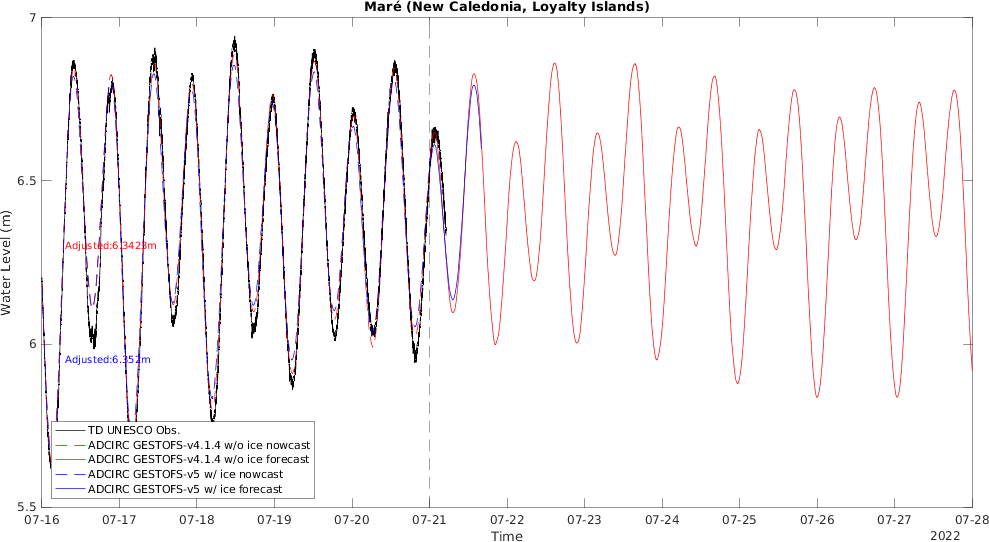 Maré (New Caledonia, Loyalty Islands)
7
6.5
6
5.5
Water Level (m)
Adjusted:6.3423m
Adjusted:6.352m
TD UNESCO Obs.
ADCIRC GESTOFS-v4.1.4 w/o ice nowcast
ADCIRC GESTOFS-v4.1.4 w/o ice forecast
ADCIRC GESTOFS-v5 w/ ice nowcast
ADCIRC GESTOFS-v5 w/ ice forecast
07-16 07-17 07-18 07-19 07-20 07-21 07-22 07-23 07-24 07-25 07-26 07-27 07-28
Time
2022